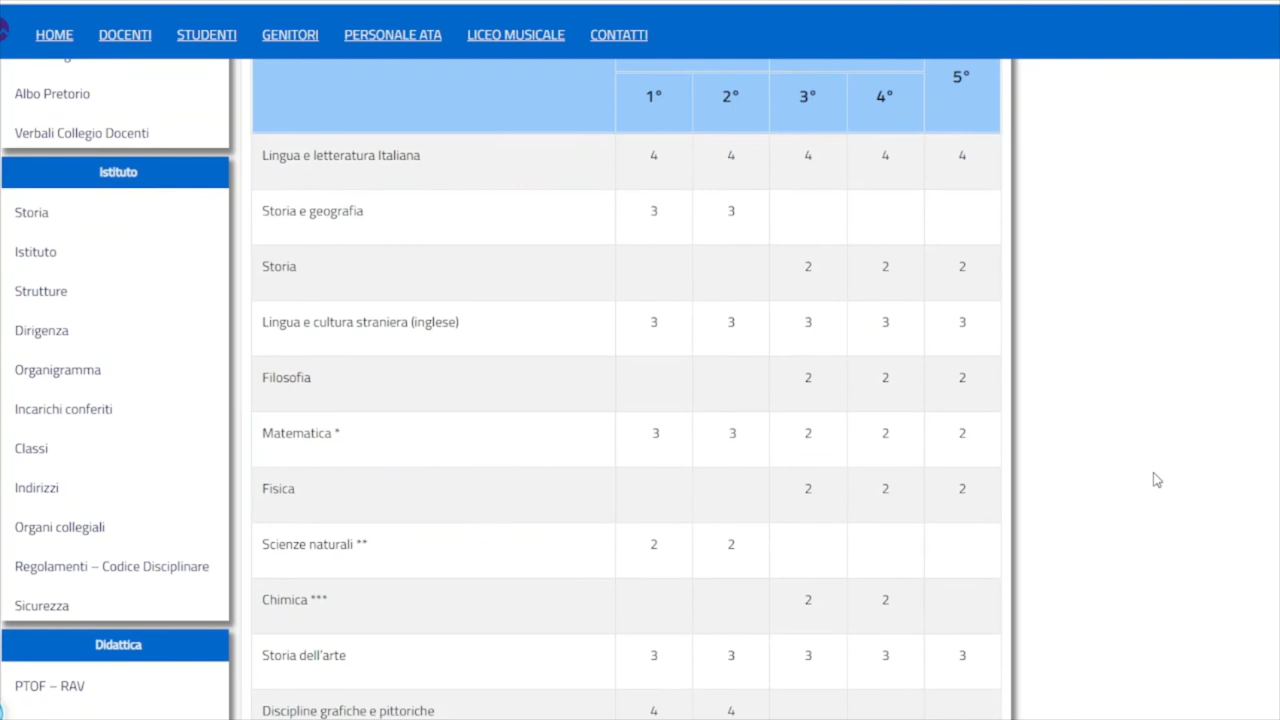 HOME DOCENTI STUDENTI GENITORI PERSONALE ATA LICEO MUSICALE CONTATTI
Albo Pretorio
Verbali Collegio Docenti
Istituto
Storia
Istituto
Strutture
Dirigenza
Organigramma
Incarichi conferiti
Classi
Indirizzi
Organi collegiali
Regolamenti – Codice Disciplinare
Sicurezza
Didattica
PTOF – RAV
5°
1° 2° 3° 4°
Lingua e letteratura Italiana 4 4 4 4 4
Storia e geografia 3 3
Storia 2 2 2
Lingua e cultura straniera (inglese) 3 3 3 3 3
Filosofia 2 2 2
Matematica * 3 3 2 2 2
Fisica 2 2 2
Scienze naturali ** 2 2
Chimica *** 2 2
Storia dell'arte 3 3 3 3 3
Discipline grafiche e pittoriche 4 4